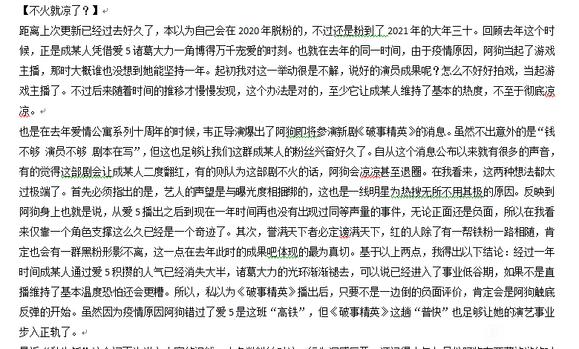 【不火就凉了？】
距离上次更新已经过去好久了，本以为自己会在 2020 年脱粉的，不过还是粉到了 2021 年的大年三十。回顾去年这个时
候，正是成某人凭借爱 5 诸葛大力一角博得万千宠爱的时刻。也就在去年的同一时间，由于疫情原因，阿狗当起了游戏
主播，那时大概谁也没想到她能坚持一年。起初我对这一举动很是不解，说好的演员成果呢？怎么不好好拍戏，当起游
戏主播了。不过后来随着时间的推移才慢慢发现，这个办法是对的，至少它让成某人维持了基本的热度，不至于彻底凉
凉。
也是在去年爱情公寓系列十周年的时候，韦正导演爆出了阿狗即将参演新剧《破事精英》的消息。虽然不出意外的是“钱
不够 演员不够 剧本在写”，但这也足够让我们这群成某人的粉丝兴奋好久了。自从这个消息公布以来就有很多的声音，
有的觉得这部剧会让成某人二度翻红，有的则认为这部剧不火的话，阿狗会凉凉甚至退圈。在我看来，这两种想法都太
过极端了。首先必须指出的是，艺人的声望是与曝光度相捆绑的，这也是一线明星为热搜无所不用其极的原因。反映到
阿狗身上也就是说，从爱 5 播出之后到现在一年时间再也没有出现过同等声量的事件，无论正面还是负面，所以在我看
来仅靠一个角色支撑这么久已经是一个奇迹了。其次，誉满天下者必定谤满天下，红的人除了有一帮铁粉一路相随，肯
定也会有一群黑粉形影不离，这一点在去年此时的成果吧体现的最为真切。基于以上两点，我得出以下结论：经过一年
时间成某人通过爱 5 积攒的人气已经消失大半，诸葛大力的光环渐渐褪去，可以说已经进入了事业低合期，如果不是直
播维持了基本温度恐怕还会更糟。所以，私以为《破事精英》播出后，只要不是一边倒的负面评价，肯定会是阿狗触底
反弹的开始。虽然因为疫情原因阿狗错过了爱 5 是这班“高铁”，但《破事精英》这趟“普快”也足够让她的演艺事业
步入正轨了。